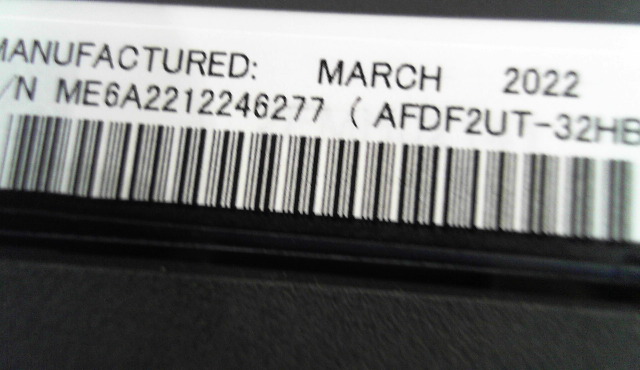 MANUFACTURED: MARCH 2022
/N ME6A2212246277 ( AFDF2UT-32HB